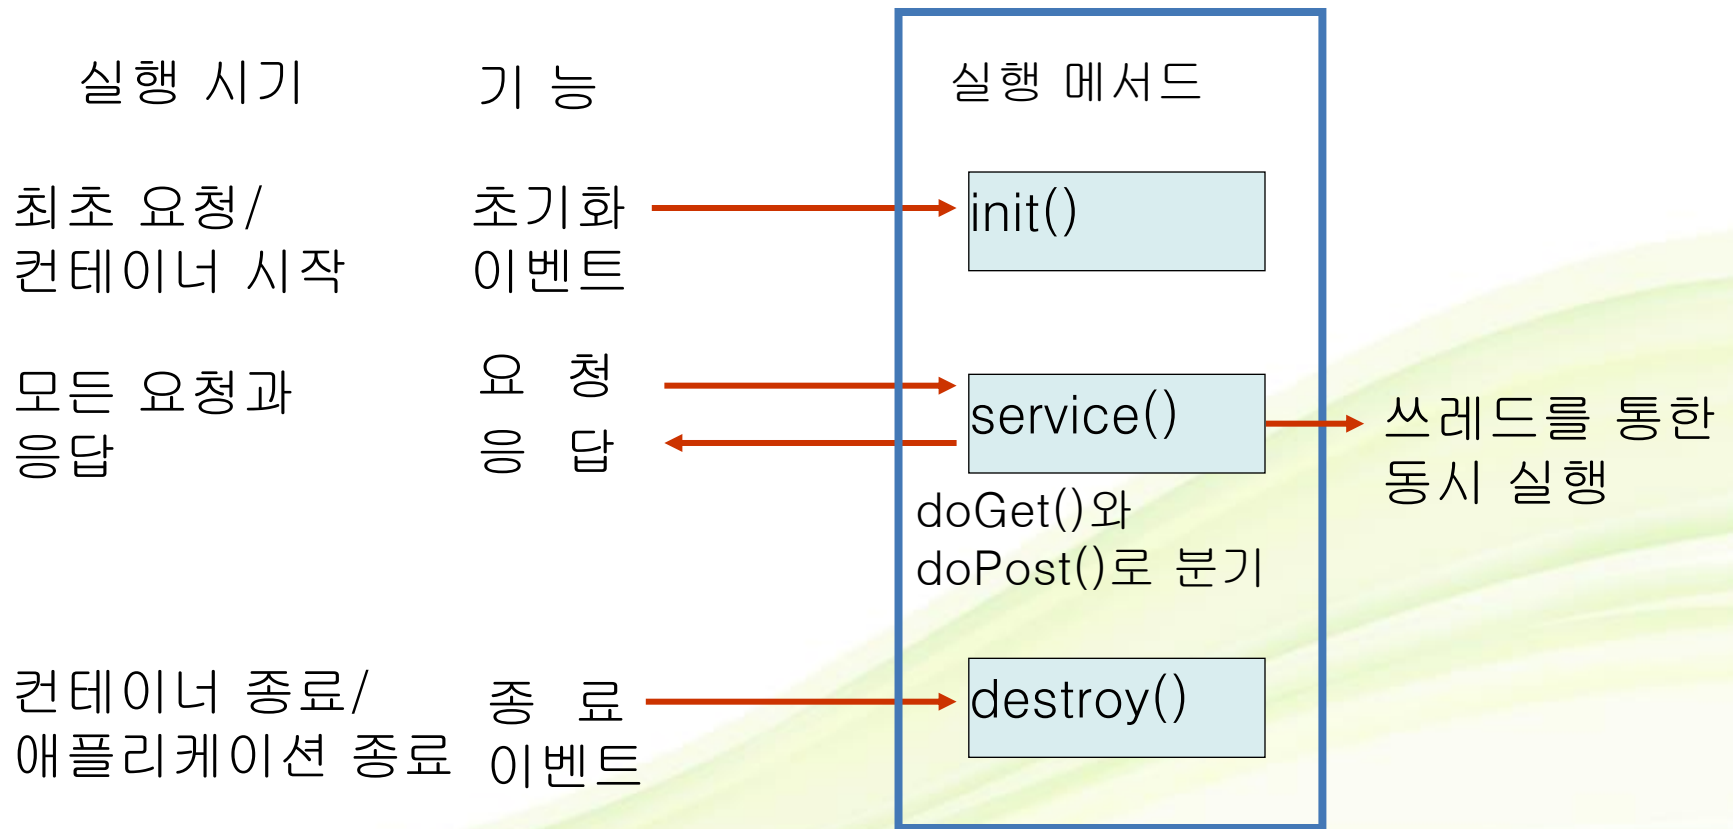 실행 시기
기 능
실행 메서드
최초 요청/
컨테이너 시작
초기화
이벤트
init()
모든 요청과
응답
요 청
응 답
service()
쓰레드를 통한
동시 실행
doGet()와
doPost()로 분기
컨테이너 종료/
애플리케이션 종료
종 료
이벤트
destroy()